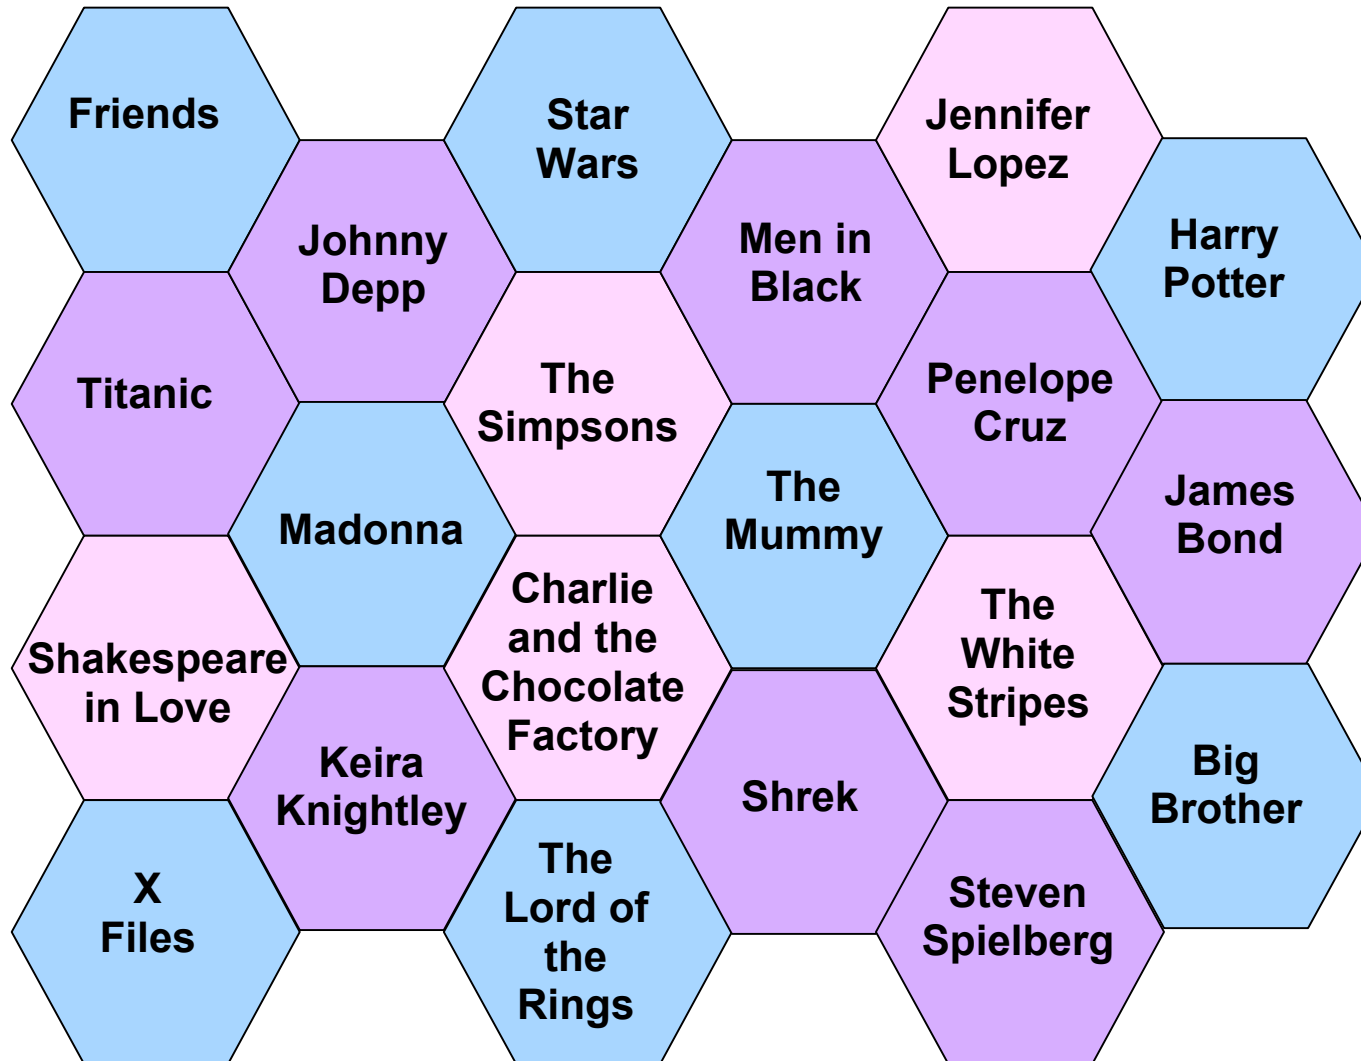 Friends
Star
Wars
Jennifer
Lopez
Johnny
Depp
Men in
Black
Harry
Potter
Titanic
The
Simpsons
Penelope
Cruz
Madonna
The
Mummy
James
Bond
Shakespeare
in Love
Charlie
and the
Chocolate
Factory
The
White
Stripes
Keira
Knightley
Shrek
Big
Brother
X
Files
The
Lord of
the
Rings
Steven
Spielberg